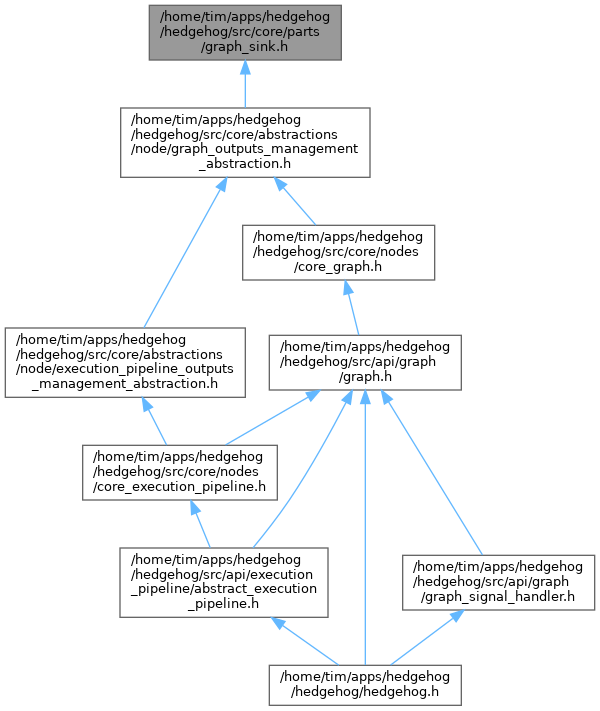 /home/tim/apps/hedgehog
/hedgehog/src/core/parts
/graph_sink.h
/home/tim/apps/hedgehog
/hedgehog/src/core/abstractions
/node/graph_outputs_management
_abstraction.h
/home/tim/apps/hedgehog
/hedgehog/src/core/nodes
/core_graph.h
/home/tim/apps/hedgehog
/hedgehog/src/core/abstractions
/node/execution_pipeline_outputs
_management_abstraction.h
/home/tim/apps/hedgehog
/hedgehog/src/api/graph
/graph.h
/home/tim/apps/hedgehog
/hedgehog/src/core/nodes
/core_execution_pipeline.h
/home/tim/apps/hedgehog
/hedgehog/src/api/execution
_pipeline/abstract_execution
_pipeline.h
/home/tim/apps/hedgehog
/hedgehog/src/api/graph
/graph_signal_handler.h
/home/tim/apps/hedgehog
/hedgehog/hedgehog.h